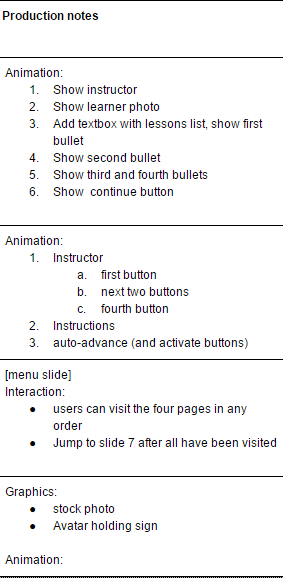 Production notes
Animation:
1. Show instructor
2. Show learner photo
3. Add textbox with lessons list, show first
bullet
4. Show second bullet
5. Show third and fourth bullets
6. Show continue button
Animation:
1. Instructor
a. first button
b. next two buttons
c. fourth button
2. Instructions
3. auto-advance (and activate buttons)
[menu slide]
Interaction:
● users can visit the four pages in any
order
● Jump to slide 7 after all have been visited
Graphics:
● stock photo
● Avatar holding sign
Animation: